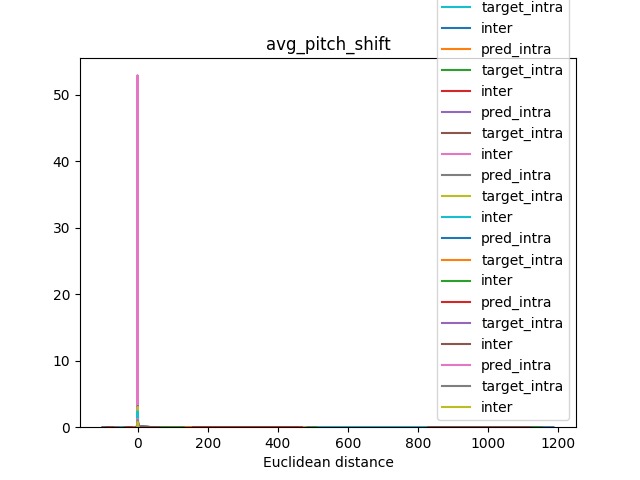 target_intra
inter
avg_pitch_shift
pred_intra
target_intra
inter
pred_intra
target_intra
inter
pred_intra
target_intra
inter
pred_intra
target_intra
inter
pred_intra
target_intra
inter
pred_intra
target_intra
inter
50
40
30
20
10
0
0
200
400
600
800
1000
1200
Euclidean distance